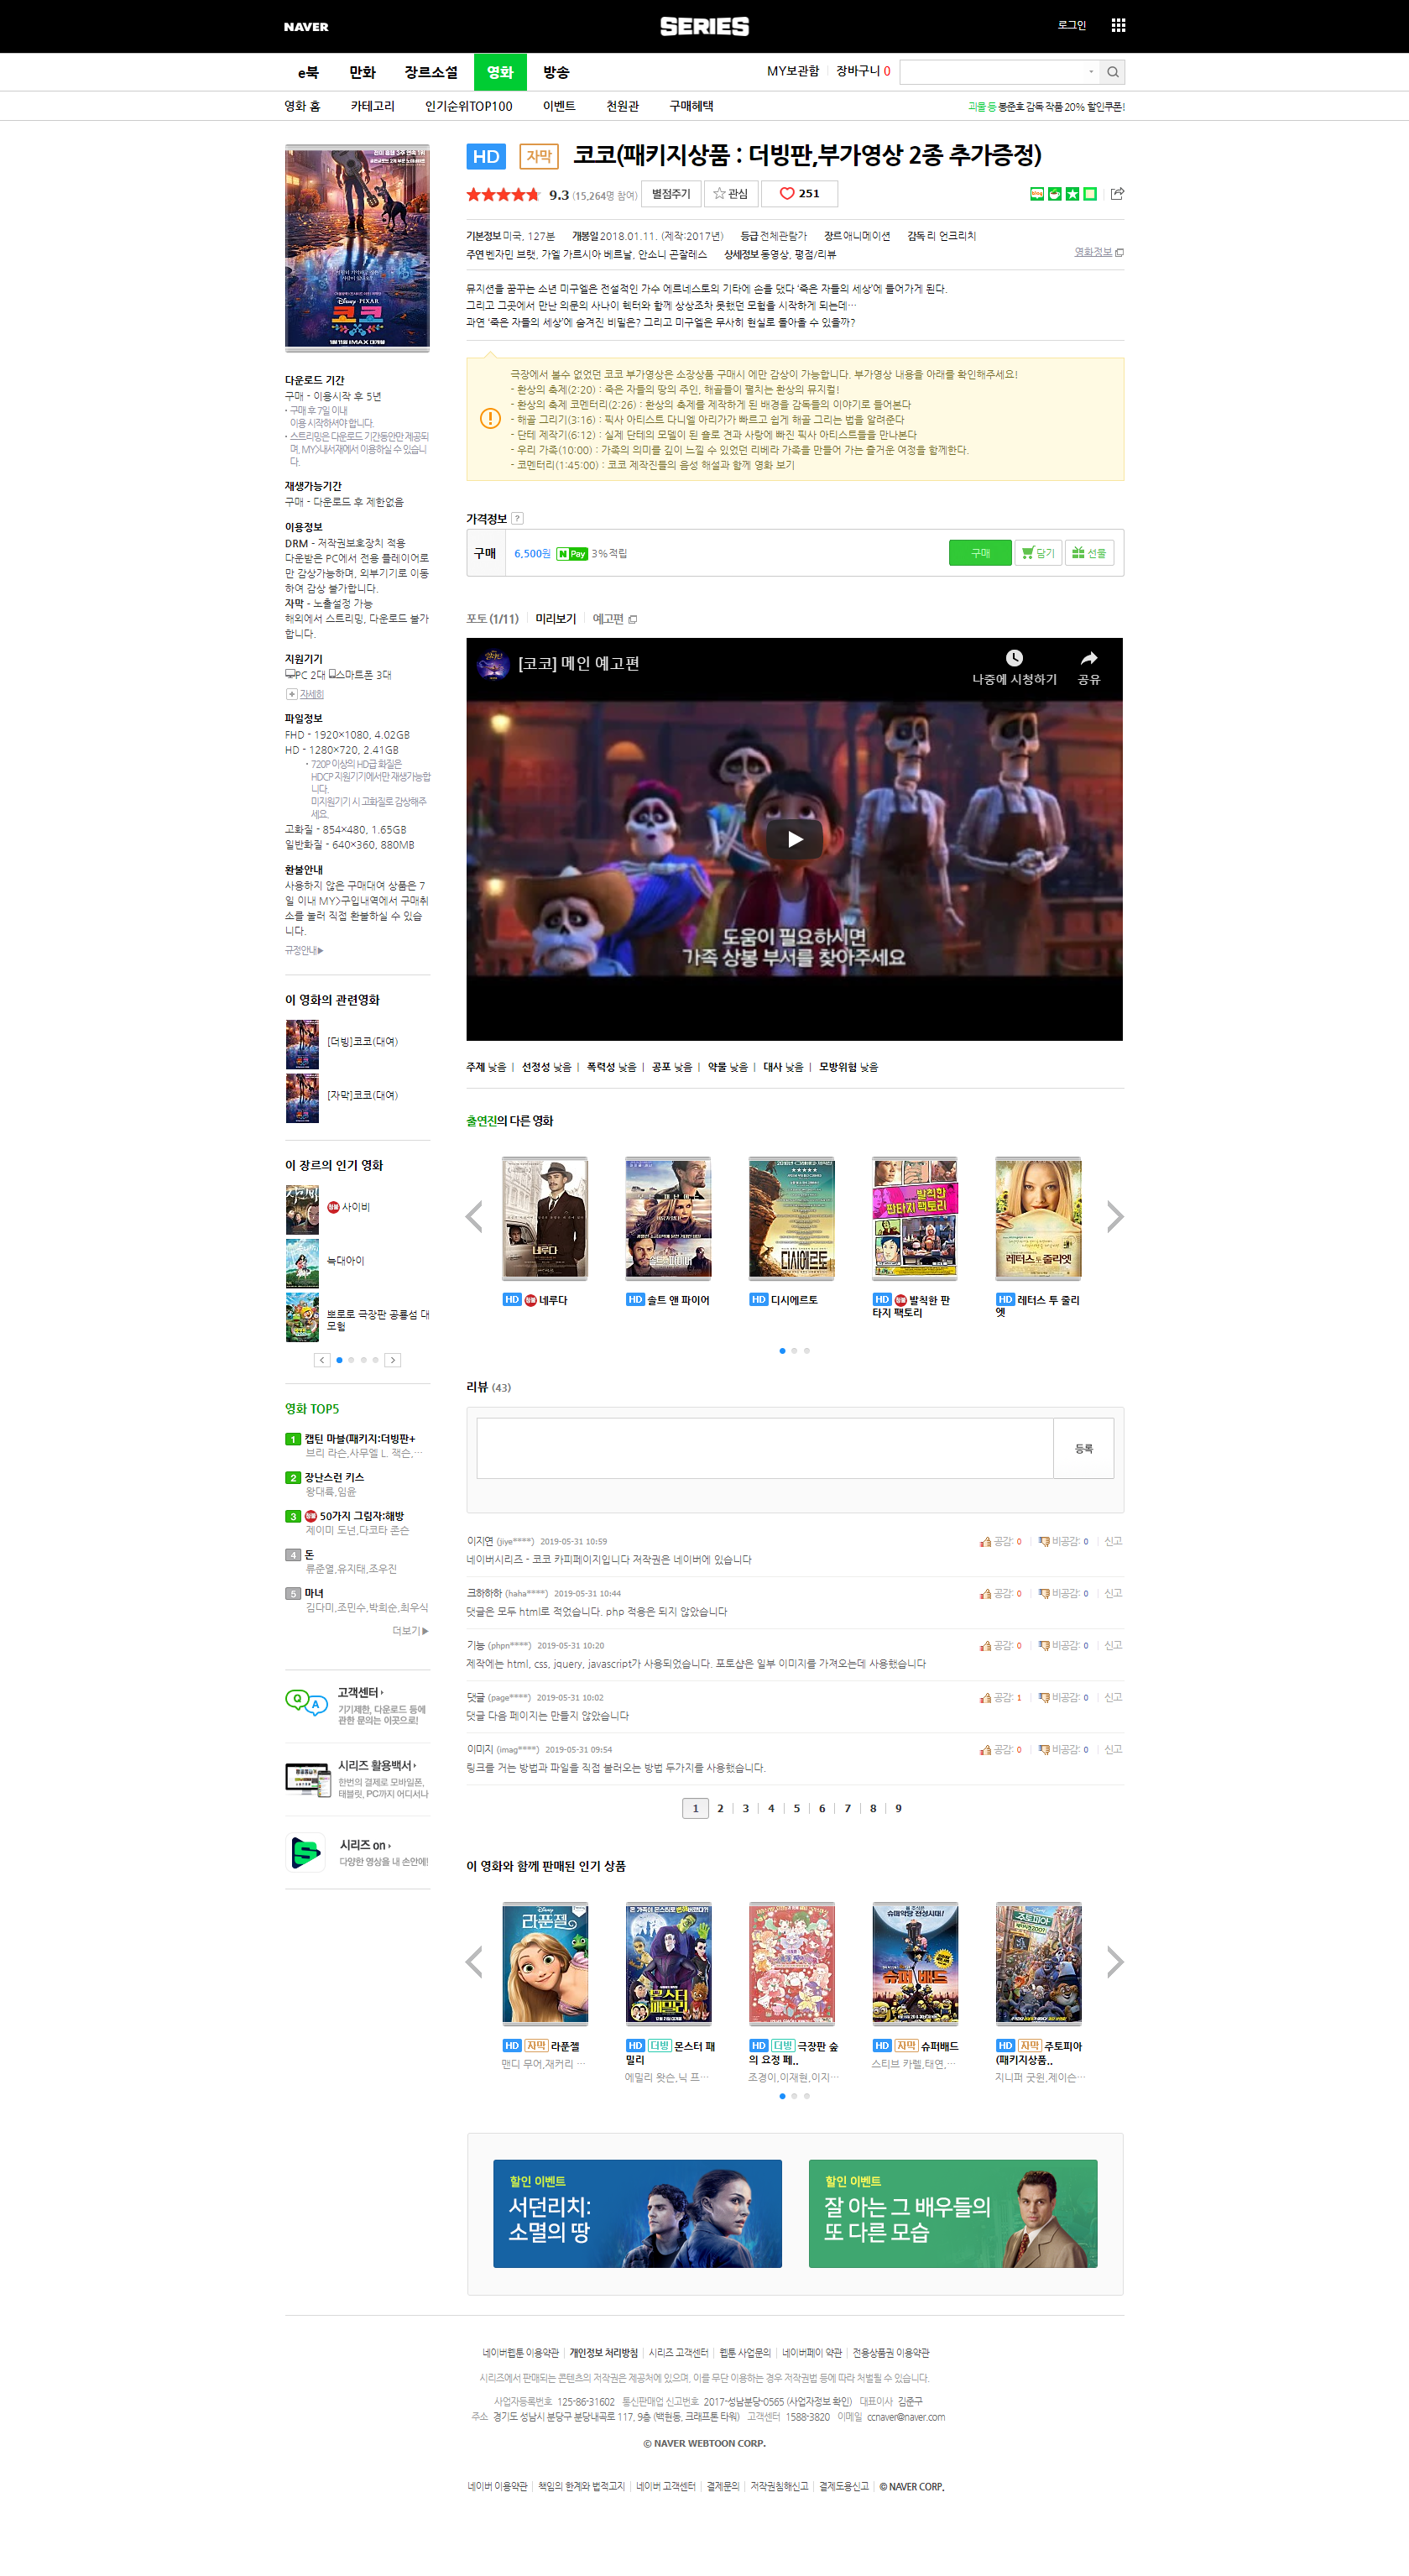 NAVER
SERIES
로그인
e북 만화 장르소설 영화 방송
MY보관함 장바구니 0
영화 홈 카테고리 인기순위TOP100 이벤트 천원관 구매혜택
괴물 등 봉준호 감독 작품 20% 할인쿠폰!
HD 자막 코코(패키지상품 : 더빙판,부가영상 2종 추가증정)
9.3 (15,264명 참여) 별점주기 관심 251
기본정보 미국, 127분 개봉일 2018.01.11. (제작:2017년) 등급 전체관람가 장르 애니메이션 감독 리 언크리치
주연 벤자민 브랫, 가엘 가르시아 베르날, 안소니 곤잘레스 상세정보 동영상, 평점/리뷰
영화정보
뮤지션을 꿈꾸는 소년 미구엘은 전설적인 가수 에르네스토의 기타에 손을 댔다 '죽은 자들의 세상'에 들어가게 된다.
그리고 그곳에서 만난 의문의 사나이 헥터와 함께 상상조차 못했던 모험을 시작하게 되는데…
과연 '죽은 자들의 세상'에 숨겨진 비밀은? 그리고 미구엘은 무사히 현실로 돌아올 수 있을까?
극장에서 볼수 없었던 코코 부가영상은 소장상품 구매시 에만 감상이 가능합니다. 부가영상 내용을 아래를 확인해주세요!
- 환상의 축제(2:20) : 죽은 자들의 땅의 주인, 해골들이 펼치는 환상의 뮤지컬!
- 환상의 축제 코멘터리(2:26) : 환상의 축제를 제작하게 된 배경을 감독들의 이야기로 들어본다
- 해골 그리기(3:16) : 픽사 아티스트 다니엘 아리가가 빠르고 쉽게 해골 그리는 법을 알려준다
- 단테 제작기(6:12) : 실제 단테의 모델이 된 숄로 견과 사랑에 빠진 픽사 아티스트들을 만나본다
- 우리 가족(10:00) : 가족의 의미를 깊이 느낄 수 있었던 리베라 가족을 만들어 가는 즐거운 여정을 함께한다.
- 코멘터리(1:45:00) : 코코 제작진들의 음성 해설과 함께 영화 보기
가격정보 ?
구매 6,500원 N Pay 3%적립 구매 담기 선물
포토 (1/11) 미리보기 예고편
[코코] 메인 예고편
나중에 시청하기 공유
도움이 필요하시면
가족 상봉 부서를 찾아주세요
주제 낮음 | 선정성 낮음 | 폭력성 낮음 | 공포 낮음 | 약물 낮음 | 대사 낮음 | 모방위험 낮음
출연진의 다른 영화
네루다
솔트 앤 파이어
디시에르토
발칙한 판타지 팩토리
레터스 투 줄리엣
HD 청불 네루다
HD 솔트 앤 파이어
HD 디시에르토
HD 청불 발칙한 판
타지 팩토리
HD 레터스 투 줄리
엣
리뷰 (43)
등록
이지연 (jiye****) 2019-05-31 10:59 공감: 0 비공감: 0 신고
네이버시리즈 - 코코 카피페이지입니다 저작권은 네이버에 있습니다
크하하하 (haha****) 2019-05-31 10:44 공감: 0 비공감: 0 신고
댓글은 모두 html로 적었습니다. php 적용은 되지 않았습니다
기능 (phpn****) 2019-05-31 10:20 공감: 0 비공감: 0 신고
제작에는 html, css, jquery, javascript가 사용되었습니다. 포토샵은 일부 이미지를 가져오는데 사용했습니다
댓글 (page****) 2019-05-31 10:02 공감: 1 비공감: 0 신고
댓글 다음 페이지는 만들지 않았습니다
이미지 (imag****) 2019-05-31 09:54 공감: 0 비공감: 0 신고
링크를 거는 방법과 파일을 직접 불러오는 방법 두가지를 사용했습니다.
1 2 3 4 5 6 7 8 9
이 영화와 함께 판매된 인기 상품
라푼젤
몬스터 패밀리
슈퍼 배드
주토피아
HD 자막 라푼젤
맨디 무어,재커리 …
HD 더빙 몬스터 패
밀리
에밀리 왓슨,닉 프…
HD 더빙 극장판 숲
의 요정 페..
조경이,이재현,이지…
HD 자막 슈퍼배드
스티브 카렐,태연,…
HD 자막 주토피아
(패키지상품..
지니퍼 굿윈,제이슨…
할인 이벤트
서던리치:
소멸의 땅
할인 이벤트
잘 아는 그 배우들의
또 다른 모습
Disney PIXAR
코코
1월 11일 IMAX 대개봉
다운로드 기간
구매 - 이용시작 후 5년
· 구매 후 7일 이내
이용 시작하셔야 합니다.
· 스트리밍은 다운로드 기간동안만 제공되
며, MY>내서재에서 이용하실 수 있습니
다.
재생가능기간
구매 - 다운로드 후 제한없음
이용정보
DRM - 저작권보호장치 적용
다운받은 PC에서 전용 플레이어로
만 감상가능하며, 외부기기로 이동
하여 감상 불가합니다.
자막 - 노출설정 가능
해외에서 스트리밍, 다운로드 불가
합니다.
지원기기
PC 2대 스마트폰 3대
자세히
파일정보
FHD - 1920×1080, 4.02GB
HD - 1280×720, 2.41GB
· 720P 이상의 HD급 화질은
HDCP 지원기기에서만 재생가능합
니다.
미지원기기 시 고화질로 감상해주
세요.
고화질 - 854×480, 1.65GB
일반화질 - 640×360, 880MB
환불안내
사용하지 않은 구매대여 상품은 7
일 이내 MY>구입내역에서 구매취
소를 눌러 직접 환불하실 수 있습
니다.
규정안내▶
이 영화의 관련영화
[더빙]코코(대여)
[자막]코코(대여)
이 장르의 인기 영화
청불 사이비
늑대아이
뽀로로 극장판 공룡섬 대
모험
영화 TOP5
1 캡틴 마블(패키지:더빙판+
브리 라슨,사무엘 L. 잭슨,…
2 장난스런 키스
왕대륙,임윤
3 청불 50가지 그림자:해방
제이미 도넌,다코타 존슨
4 돈
류준열,유지태,조우진
5 마녀
김다미,조민수,박희순,최우식
더보기▶
Q A 고객센터
기기제한, 다운로드 등에
관한 문의는 이곳으로!
시리즈 활용백서
한번의 결제로 모바일폰,
태블릿, PC까지 어디서나
시리즈 on
다양한 영상을 내 손안에!
네이버웹툰 이용약관 개인정보 처리방침 시리즈 고객센터 웹툰 사업문의 네이버페이 약관 전용상품권 이용약관
시리즈에서 판매되는 콘텐츠의 저작권은 제공처에 있으며, 이를 무단 이용하는 경우 저작권법 등에 따라 처벌될 수 있습니다.
사업자등록번호 125-86-31602 통신판매업 신고번호 2017-성남분당-0565 (사업자정보 확인) 대표이사 김준구
주소 경기도 성남시 분당구 분당내곡로 117, 9층 (백현동, 크래프톤 타워) 고객센터 1588-3820 이메일 ccnaver@naver.com
© NAVER WEBTOON CORP.
네이버 이용약관 책임의 한계와 법적고지 네이버 고객센터 결제문의 저작권침해신고 결제도용신고 © NAVER CORP.